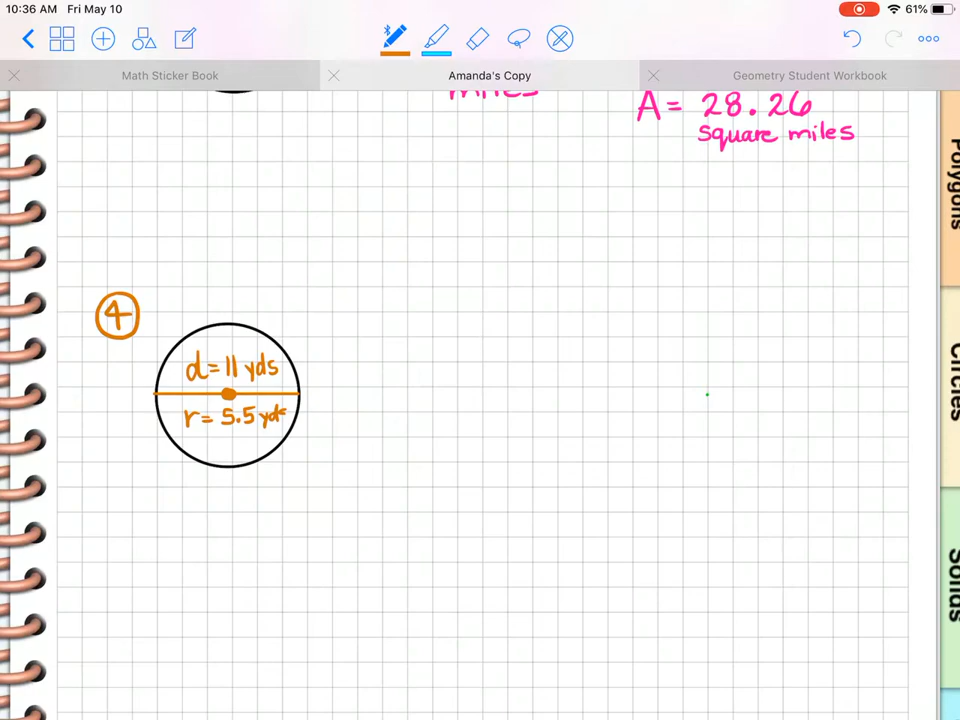 10:36 AM Fri May 10
61%
Math Sticker Book
Amanda's Copy
Geometry Student Workbook
miles
A = 28.26
square miles
4
d = 11 yds
r = 5.5 yds
Polygons
Circles
Solids